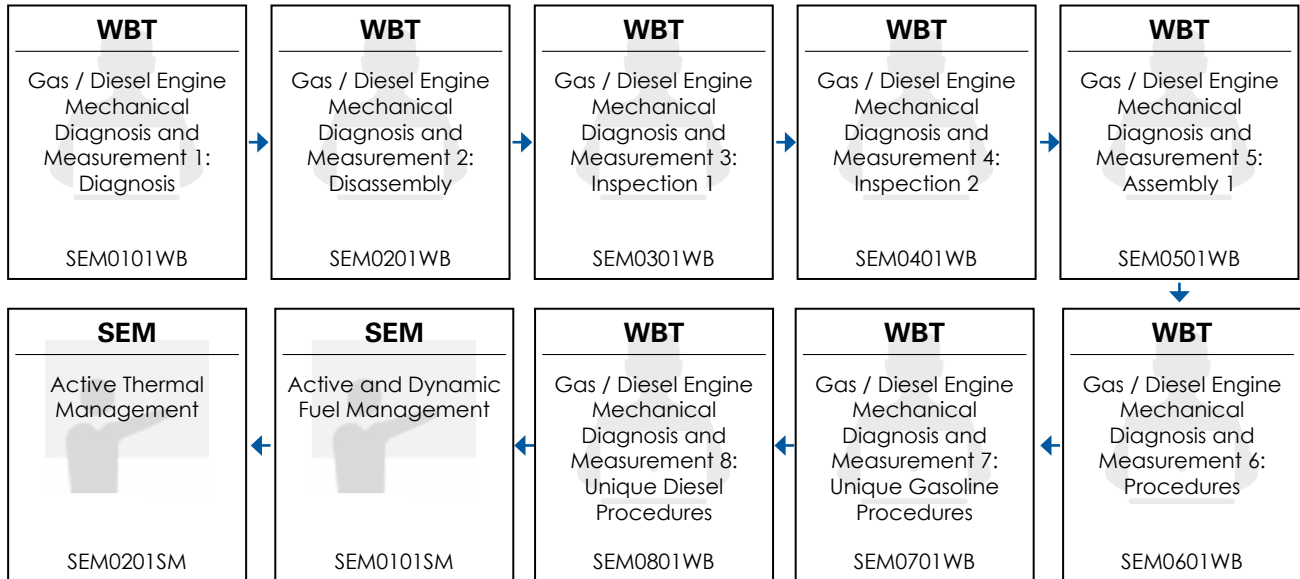 WBT
Gas / Diesel Engine
Mechanical
Diagnosis and
Measurement 1:
Diagnosis
SEM0101WB
WBT
Gas / Diesel Engine
Mechanical
Diagnosis and
Measurement 2:
Disassembly
SEM0201WB
WBT
Gas / Diesel Engine
Mechanical
Diagnosis and
Measurement 3:
Inspection 1
SEM0301WB
WBT
Gas / Diesel Engine
Mechanical
Diagnosis and
Measurement 4:
Inspection 2
SEM0401WB
WBT
Gas / Diesel Engine
Mechanical
Diagnosis and
Measurement 5:
Assembly 1
SEM0501WB
SEM
Active Thermal
Management
SEM0201SM
SEM
Active and Dynamic
Fuel Management
SEM0101SM
WBT
Gas / Diesel Engine
Mechanical
Diagnosis and
Measurement 8:
Unique Diesel
Procedures
SEM0801WB
WBT
Gas / Diesel Engine
Mechanical
Diagnosis and
Measurement 7:
Unique Gasoline
Procedures
SEM0701WB
WBT
Gas / Diesel Engine
Mechanical
Diagnosis and
Measurement 6:
Procedures
SEM0601WB